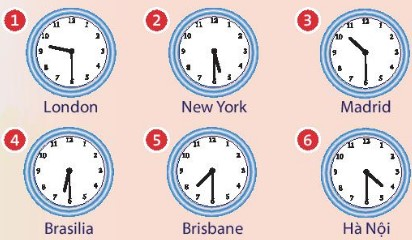 1 2 3
London New York Madrid
4 5 6
Brasilia Brisbane Hà Nội